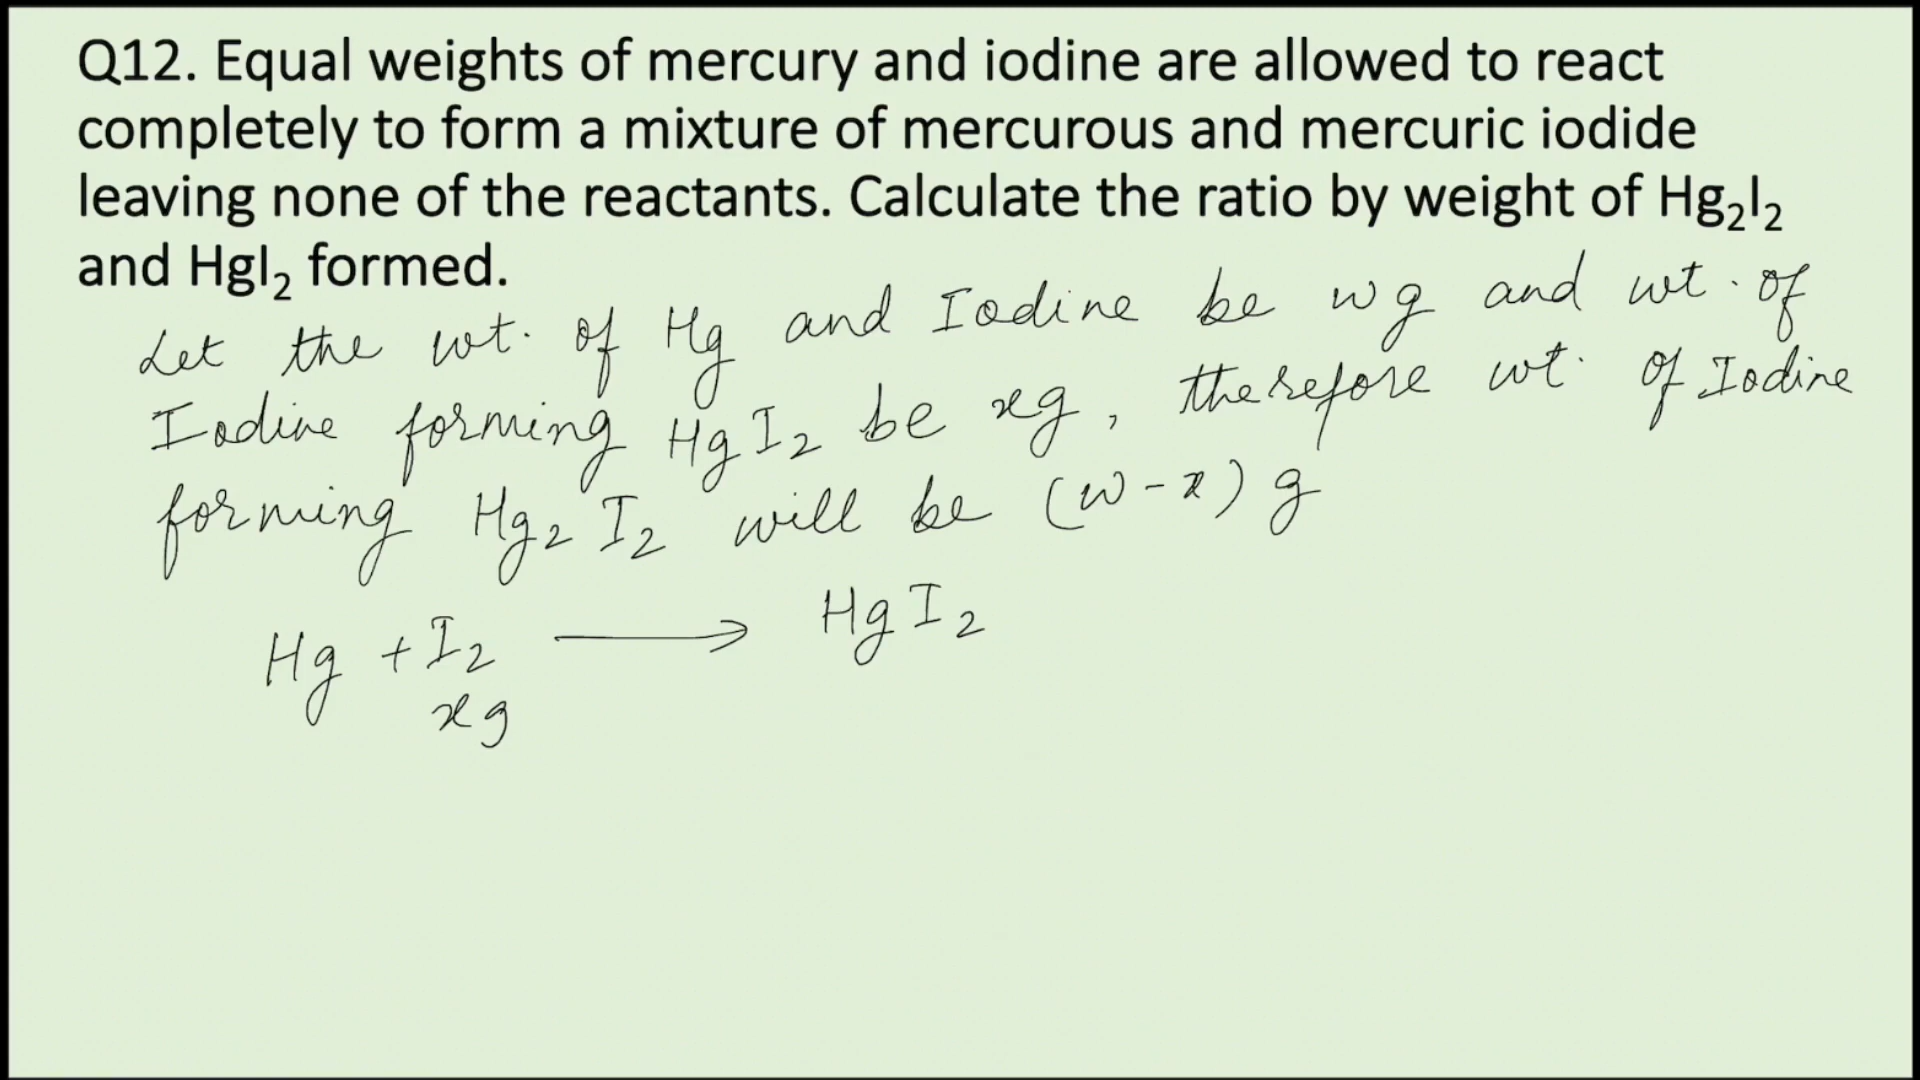 Q12. Equal weights of mercury and iodine are allowed to react
completely to form a mixture of mercurous and mercuric iodide
leaving none of the reactants. Calculate the ratio by weight of Hg₂I₂
and HgI₂ formed.
Let the wt. of Hg and Iodine be wg and wt. of
Iodine forming HgI₂ be xg, therefore wt. of Iodine
forming Hg₂I₂ will be (w-x) g
Hg + I₂ ⟶ HgI₂
xg